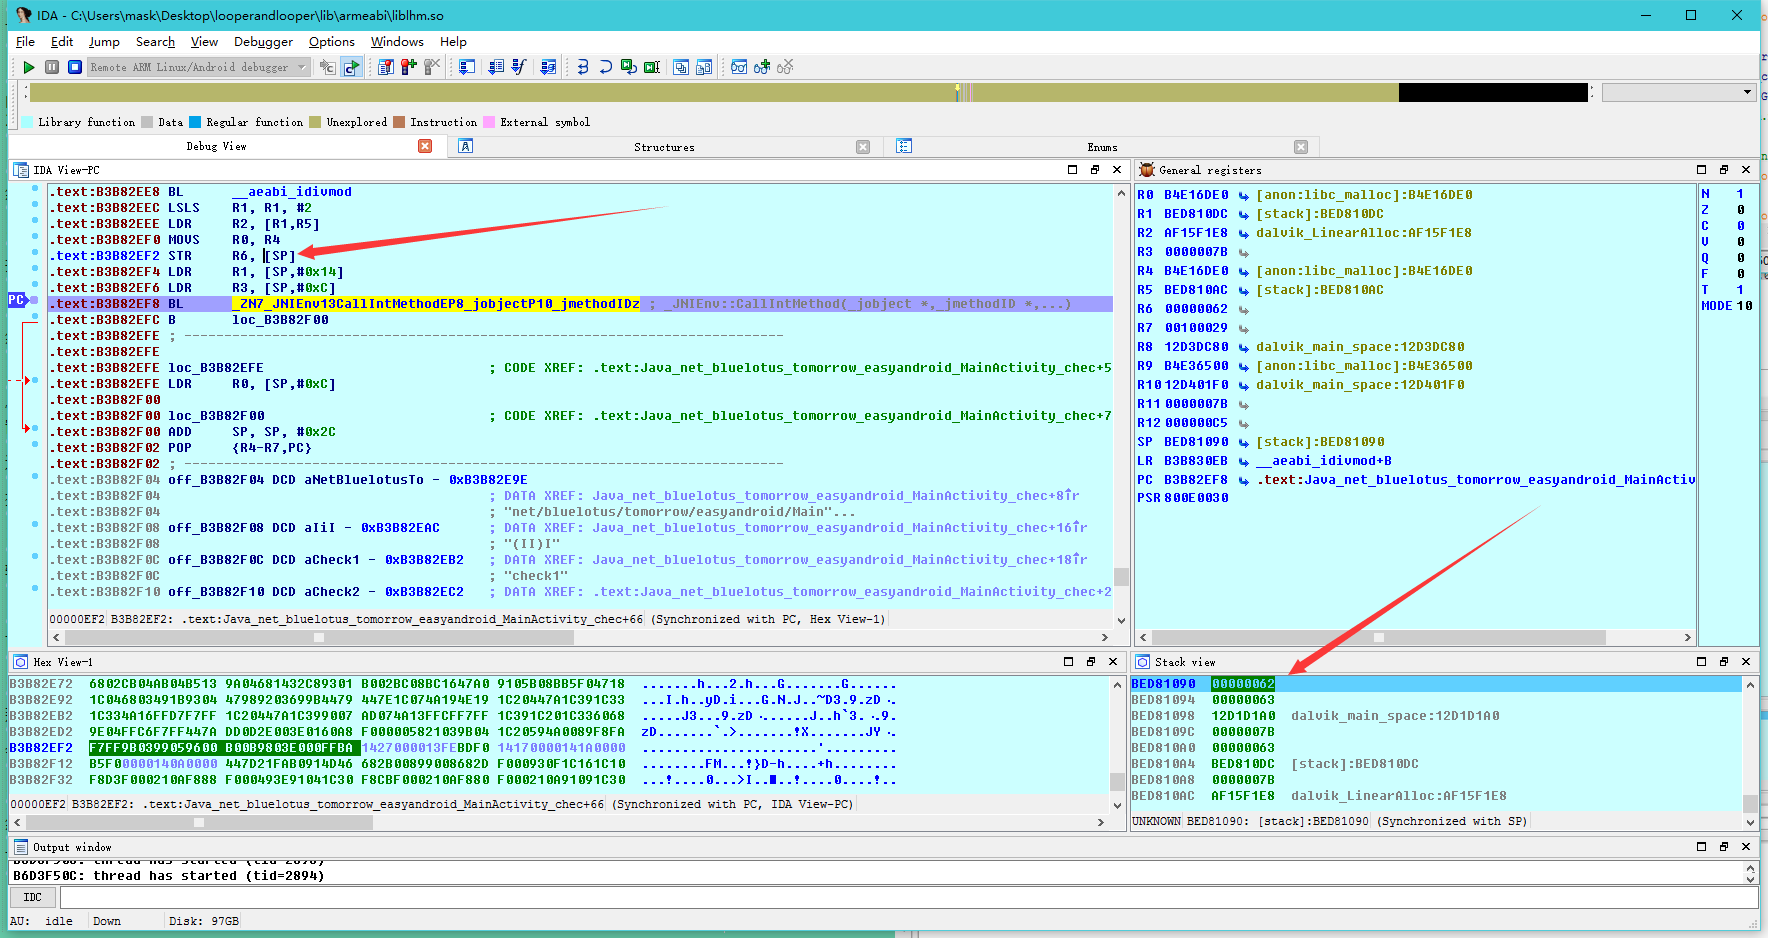 IDA - C:\Users\mask\Desktop\looperandlooper\lib\armeabi\liblhm.so
File Edit Jump Search View Debugger Options Windows Help
Remote ARM Linux/Android debugger
Library function Data Regular function Unexplored Instruction External symbol
Debug View Structures Enums
IDA View-PC
.text:B3B82EE8 BL __aeabi_idivmod
.text:B3B82EEC LSLS R1, R1, #2
.text:B3B82EEE LDR R2, [R1,R5]
.text:B3B82EF0 MOVS R0, R4
.text:B3B82EF2 STR R6, [SP]
.text:B3B82EF4 LDR R1, [SP,#0x14]
.text:B3B82EF6 LDR R3, [SP,#0xC]
PC .text:B3B82EF8 BL _ZN7_JNIEnv13CallIntMethodEP8_jobjectP10_jmethodIDz ; _JNIEnv::CallIntMethod(_jobject *,_jmethodID *,...)
.text:B3B82EFC B loc_B3B82F00
.text:B3B82EFE ; ---------------------------------------------------------------------------
.text:B3B82EFE
.text:B3B82EFE loc_B3B82EFE ; CODE XREF: .text:Java_net_bluelotus_tomorrow_easyandroid_MainActivity_chec+5
.text:B3B82EFE LDR R0, [SP,#0xC]
.text:B3B82F00
.text:B3B82F00 loc_B3B82F00 ; CODE XREF: .text:Java_net_bluelotus_tomorrow_easyandroid_MainActivity_chec+7
.text:B3B82F00 ADD SP, SP, #0x2C
.text:B3B82F02 POP {R4-R7,PC}
.text:B3B82F02 ; ---------------------------------------------------------------------------
.text:B3B82F04 off_B3B82F04 DCD aNetBluelotusTo - 0xB3B82E9E
.text:B3B82F04 ; DATA XREF: Java_net_bluelotus_tomorrow_easyandroid_MainActivity_chec+8↑r
.text:B3B82F04 ; "net/bluelotus/tomorrow/easyandroid/Main"...
.text:B3B82F08 off_B3B82F08 DCD aIiI - 0xB3B82EAC ; DATA XREF: Java_net_bluelotus_tomorrow_easyandroid_MainActivity_chec+16↑r
.text:B3B82F08 ; "(II)I"
.text:B3B82F0C off_B3B82F0C DCD aCheck1 - 0xB3B82EB2 ; DATA XREF: Java_net_bluelotus_tomorrow_easyandroid_MainActivity_chec+18↑r
.text:B3B82F0C ; "check1"
.text:B3B82F10 off_B3B82F10 DCD aCheck2 - 0xB3B82EC2 ; DATA XREF: .text:Java_net_bluelotus_tomorrow_easyandroid_MainActivity_chec+2
00000EF2 B3B82EF2: .text:Java_net_bluelotus_tomorrow_easyandroid_MainActivity_chec+66 (Synchronized with PC, Hex View-1)
General registers
R0 B4E16DE0 [anon:libc_malloc]:B4E16DE0
R1 BED810DC [stack]:BED810DC
R2 AF15F1E8 dalvik_LinearAlloc:AF15F1E8
R3 0000007B
R4 B4E16DE0 [anon:libc_malloc]:B4E16DE0
R5 BED810AC [stack]:BED810AC
R6 00000062
R7 00100029
R8 12D3DC80 dalvik_main_space:12D3DC80
R9 B4E36500 [anon:libc_malloc]:B4E36500
R10 12D401F0 dalvik_main_space:12D401F0
R11 0000007B
R12 000000C5
SP BED81090 [stack]:BED81090
LR B3B830EB __aeabi_idivmod+B
PC B3B82EF8 .text:Java_net_bluelotus_tomorrow_easyandroid_MainActiv
PSR 800E0030
N 1
Z 0
C 0
V 0
Q 0
F 0
T 1
MODE 10
Hex View-1
B3B82E72 6802CB04AB04B513 9A04681432C89301 B002BC08BC1647A0 9105B08BB5F04718 .......h...2.h...G.......G......
B3B82E92 1C046803491B9304 47989203699B4479 447E1C074A194E19 1C20447A1C391C33
B3B82EB2 1C334A16FFD7F7FF 1C20447A1C399007 AD074A13FFCFF7FF 1C391C201C336068
B3B82ED2 9E04FFC6F7FF447A DD0D2E003E0160A8 F000005821039B04 1C20594A0089F8FA
B3B82EF2 F7FF9B0399059600 B00B9803E000FFBA 1427000013FEBDF0 14170000141A0000
B3B82F12 B5F00000140A0000 447D21FAB0914D46 682B00899008682D F000930F1C161C10
B3B82F32 F8D3F000210AF888 F000493E91041C30 F8CBF000210AF880 F000210A91091C30
00000EF2 B3B82EF2: .text:Java_net_bluelotus_tomorrow_easyandroid_MainActivity_chec+66 (Synchronized with PC, IDA View-PC)
Stack view
BED81090 00000062
BED81094 00000063
BED81098 12D1D1A0 dalvik_main_space:12D1D1A0
BED8109C 0000007B
BED810A0 00000063
BED810A4 BED810DC [stack]:BED810DC
BED810A8 0000007B
BED810AC AF15F1E8 dalvik_LinearAlloc:AF15F1E8
UNKNOWN BED81090: [stack]:BED81090 (Synchronized with SP)
Output window
B6D3F50C: thread has started (tid=2894)
IDC
AU: idle Down Disk: 97GB